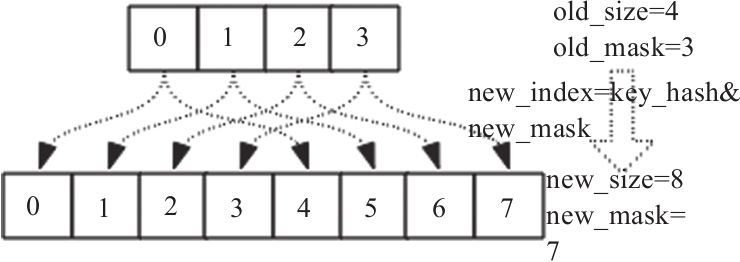 0 1 2 3
old_size=4
old_mask=3
new_index=key_hash&
new_mask
0 1 2 3 4 5 6 7
new_size=8
new_mask=
7